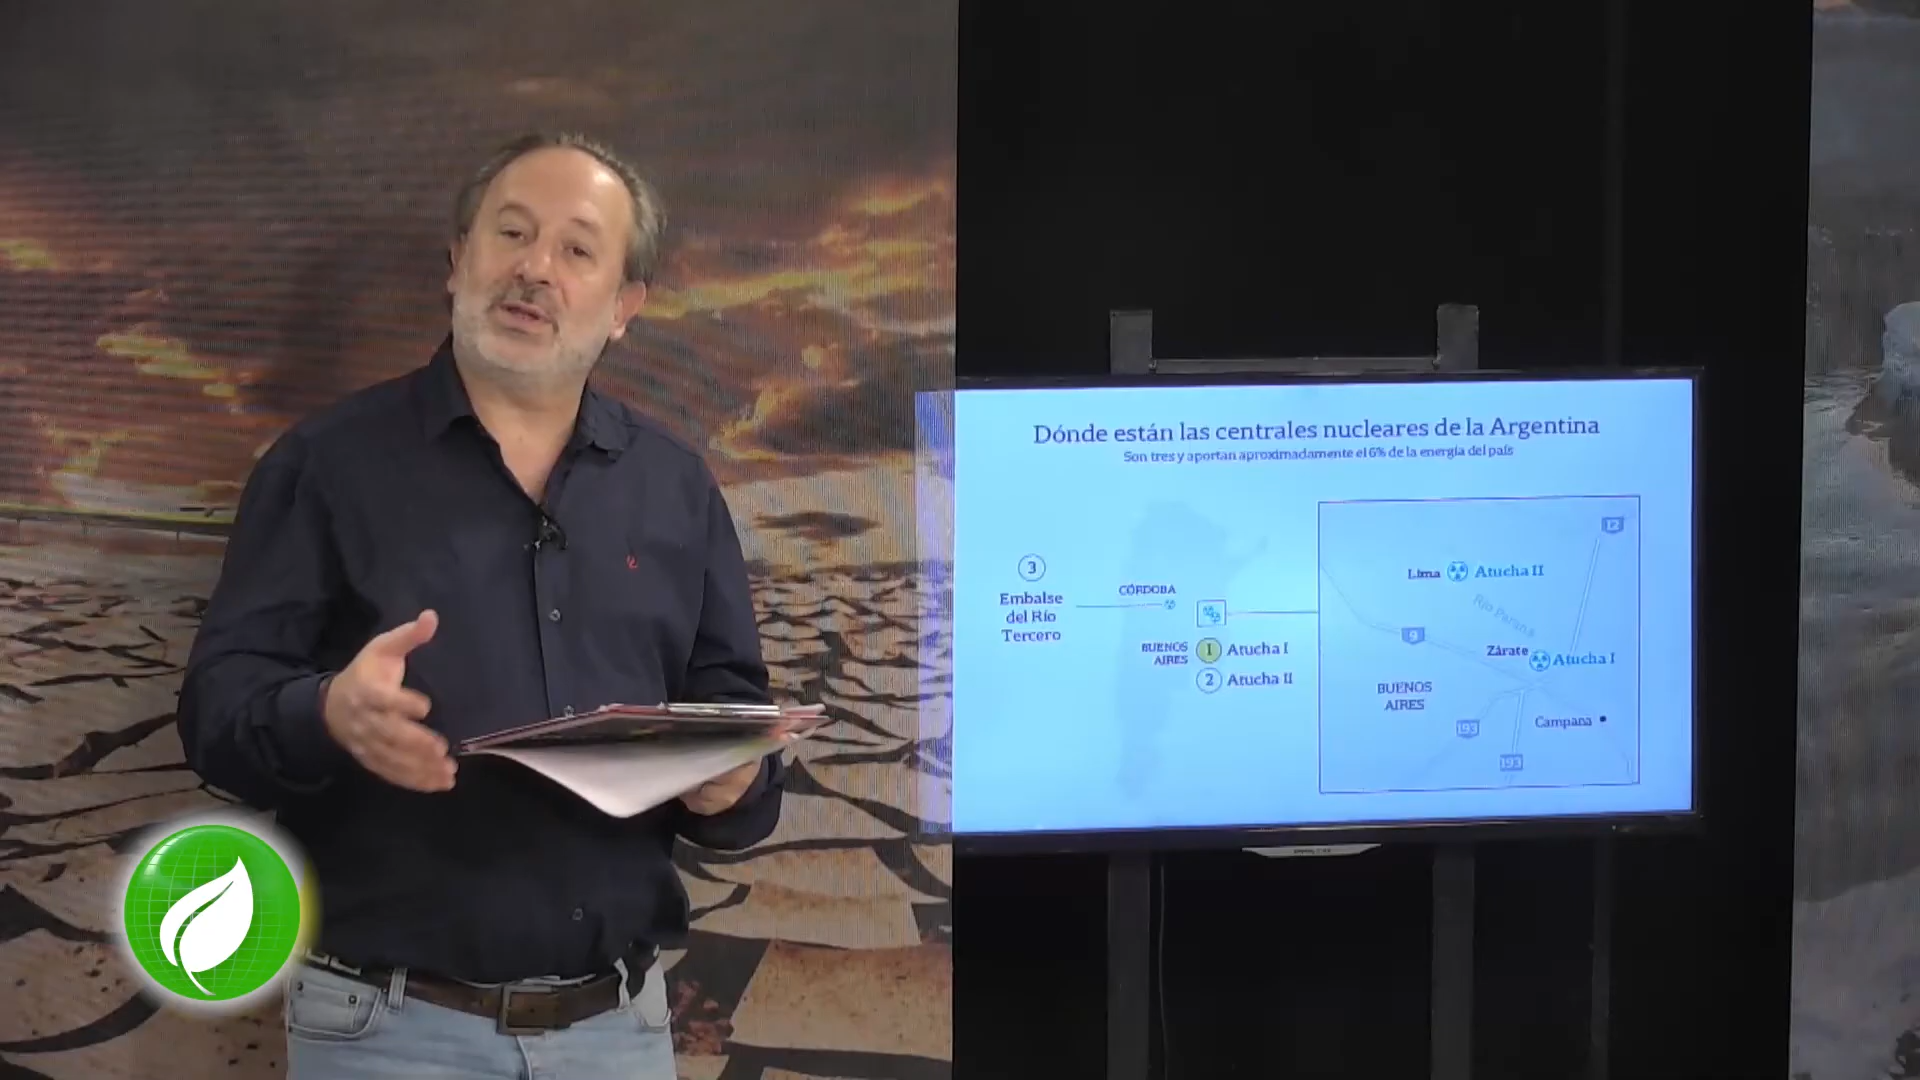 Dónde están las centrales nucleares de la Argentina
Son tres y aportan aproximadamente el 6% de la energía del país
3
Embalse
del Río
Tercero
CÓRDOBA
BUENOS
AIRES
1 Atucha I
2 Atucha II
12
Lima Atucha II
Río Paraná
9
Zárate Atucha I
BUENOS
AIRES
193
Campana
193